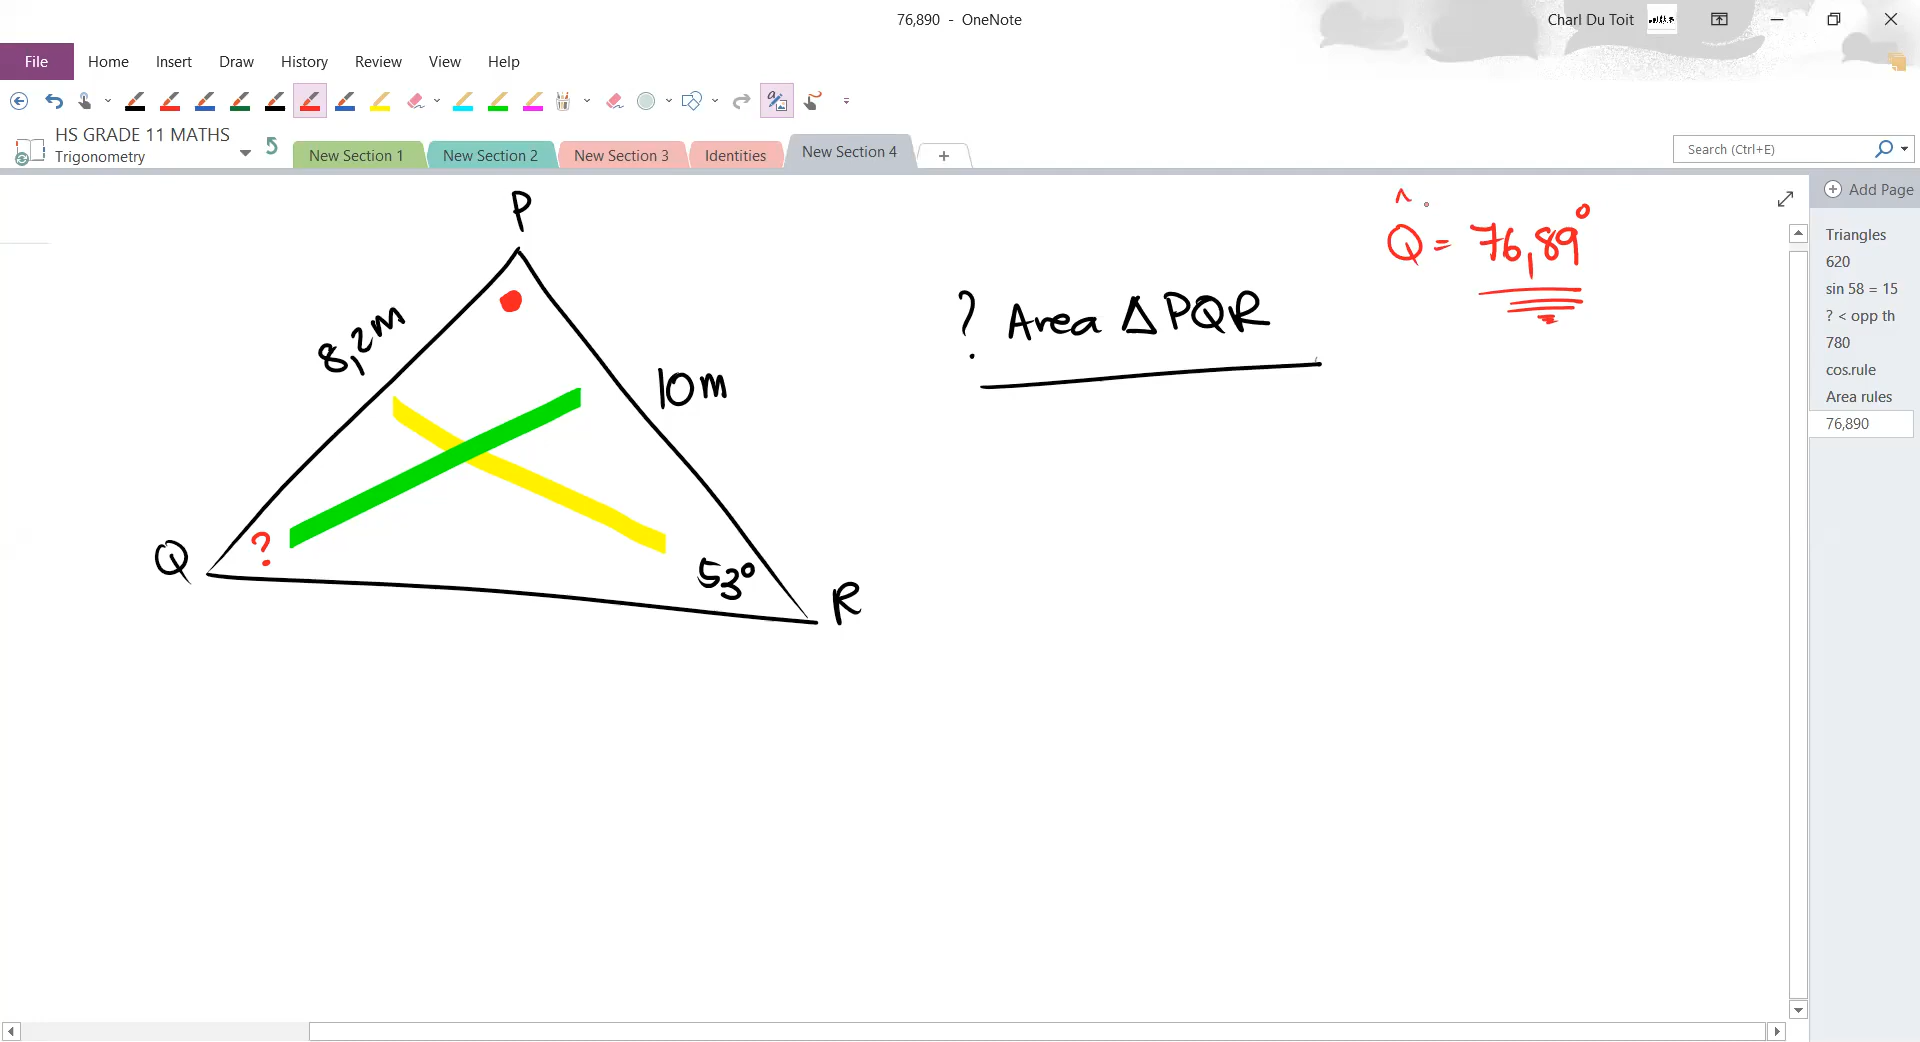 76,890 - OneNote
Charl Du Toit
File Home Insert Draw History Review View Help
HS GRADE 11 MATHS
Trigonometry
New Section 1
New Section 2
New Section 3
Identities
New Section 4
+
Search (Ctrl+E)
Add Page
Triangles
620
sin 58 = 15
? < opp th
780
cos.rule
Area rules
76,890
P
8,2m
10m
Q
?
53°
R
? Area Δ PQR
Q̂ = 76,89°